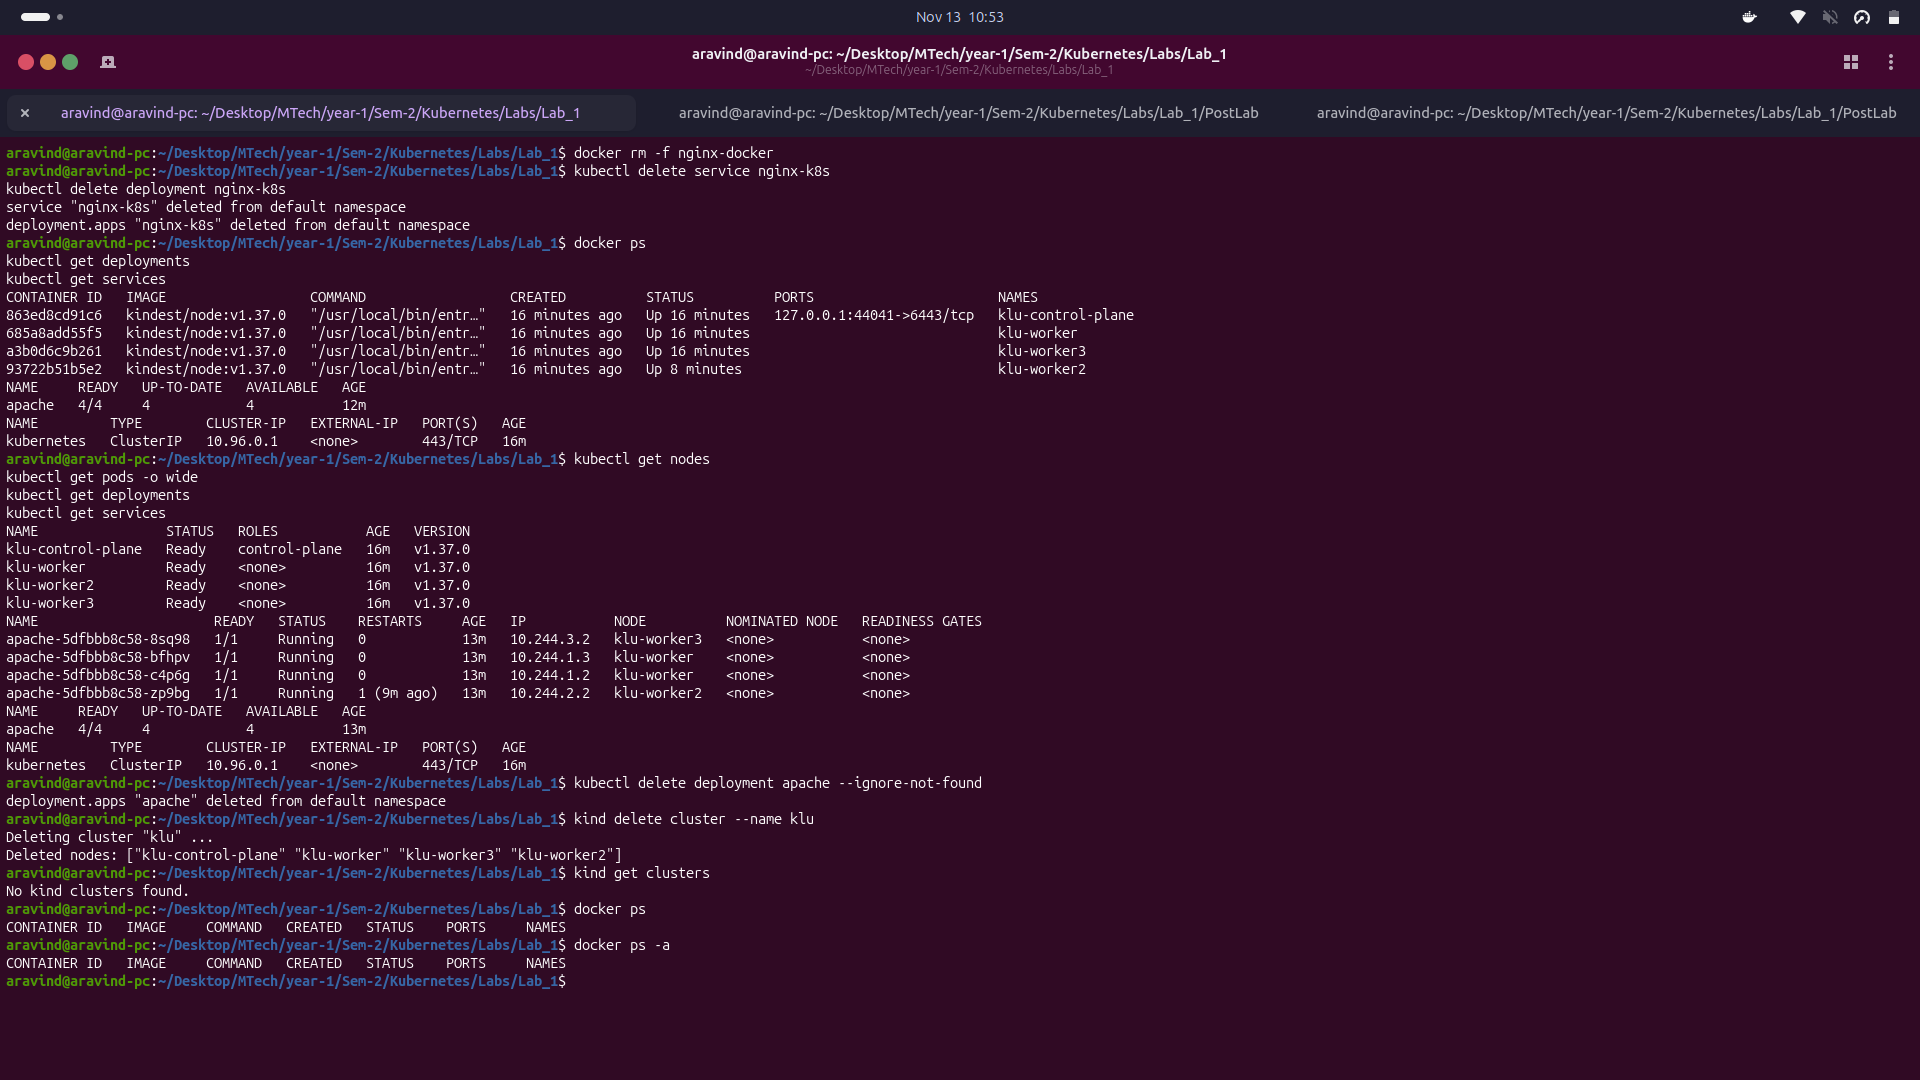 Nov 13 10:53
aravind@aravind-pc: ~/Desktop/MTech/year-1/Sem-2/Kubernetes/Labs/Lab_1
~/Desktop/MTech/year-1/Sem-2/Kubernetes/Labs/Lab_1
aravind@aravind-pc: ~/Desktop/MTech/year-1/Sem-2/Kubernetes/Labs/Lab_1 aravind@aravind-pc: ~/Desktop/MTech/year-1/Sem-2/Kubernetes/Labs/Lab_1/PostLab aravind@aravind-pc: ~/Desktop/MTech/year-1/Sem-2/Kubernetes/Labs/Lab_1/PostLab
aravind@aravind-pc:~/Desktop/MTech/year-1/Sem-2/Kubernetes/Labs/Lab_1$ docker rm -f nginx-docker
aravind@aravind-pc:~/Desktop/MTech/year-1/Sem-2/Kubernetes/Labs/Lab_1$ kubectl delete service nginx-k8s
kubectl delete deployment nginx-k8s
service "nginx-k8s" deleted from default namespace
deployment.apps "nginx-k8s" deleted from default namespace
aravind@aravind-pc:~/Desktop/MTech/year-1/Sem-2/Kubernetes/Labs/Lab_1$ docker ps
kubectl get deployments
kubectl get services
CONTAINER ID   IMAGE                  COMMAND                  CREATED          STATUS          PORTS                       NAMES
863ed8cd91c6   kindest/node:v1.37.0   "/usr/local/bin/entr…"   16 minutes ago   Up 16 minutes   127.0.0.1:44041->6443/tcp   klu-control-plane
685a8add55f5   kindest/node:v1.37.0   "/usr/local/bin/entr…"   16 minutes ago   Up 16 minutes                               klu-worker
a3b0d6c9b261   kindest/node:v1.37.0   "/usr/local/bin/entr…"   16 minutes ago   Up 16 minutes                               klu-worker3
93722b51b5e2   kindest/node:v1.37.0   "/usr/local/bin/entr…"   16 minutes ago   Up 8 minutes                                klu-worker2
NAME     READY   UP-TO-DATE   AVAILABLE   AGE
apache   4/4     4            4           12m
NAME         TYPE        CLUSTER-IP   EXTERNAL-IP   PORT(S)   AGE
kubernetes   ClusterIP   10.96.0.1    <none>        443/TCP   16m
aravind@aravind-pc:~/Desktop/MTech/year-1/Sem-2/Kubernetes/Labs/Lab_1$ kubectl get nodes
kubectl get pods -o wide
kubectl get deployments
kubectl get services
NAME                STATUS   ROLES           AGE   VERSION
klu-control-plane   Ready    control-plane   16m   v1.37.0
klu-worker          Ready    <none>          16m   v1.37.0
klu-worker2         Ready    <none>          16m   v1.37.0
klu-worker3         Ready    <none>          16m   v1.37.0
NAME                      READY   STATUS    RESTARTS     AGE   IP           NODE          NOMINATED NODE   READINESS GATES
apache-5dfbbb8c58-8sq98   1/1     Running   0            13m   10.244.3.2   klu-worker3   <none>           <none>
apache-5dfbbb8c58-bfhpv   1/1     Running   0            13m   10.244.1.3   klu-worker    <none>           <none>
apache-5dfbbb8c58-c4p6g   1/1     Running   0            13m   10.244.1.2   klu-worker    <none>           <none>
apache-5dfbbb8c58-zp9bg   1/1     Running   1 (9m ago)   13m   10.244.2.2   klu-worker2   <none>           <none>
NAME     READY   UP-TO-DATE   AVAILABLE   AGE
apache   4/4     4            4           13m
NAME         TYPE        CLUSTER-IP   EXTERNAL-IP   PORT(S)   AGE
kubernetes   ClusterIP   10.96.0.1    <none>        443/TCP   16m
aravind@aravind-pc:~/Desktop/MTech/year-1/Sem-2/Kubernetes/Labs/Lab_1$ kubectl delete deployment apache --ignore-not-found
deployment.apps "apache" deleted from default namespace
aravind@aravind-pc:~/Desktop/MTech/year-1/Sem-2/Kubernetes/Labs/Lab_1$ kind delete cluster --name klu
Deleting cluster "klu" ...
Deleted nodes: ["klu-control-plane" "klu-worker" "klu-worker3" "klu-worker2"]
aravind@aravind-pc:~/Desktop/MTech/year-1/Sem-2/Kubernetes/Labs/Lab_1$ kind get clusters
No kind clusters found.
aravind@aravind-pc:~/Desktop/MTech/year-1/Sem-2/Kubernetes/Labs/Lab_1$ docker ps
CONTAINER ID   IMAGE     COMMAND   CREATED   STATUS    PORTS     NAMES
aravind@aravind-pc:~/Desktop/MTech/year-1/Sem-2/Kubernetes/Labs/Lab_1$ docker ps -a
CONTAINER ID   IMAGE     COMMAND   CREATED   STATUS    PORTS     NAMES
aravind@aravind-pc:~/Desktop/MTech/year-1/Sem-2/Kubernetes/Labs/Lab_1$